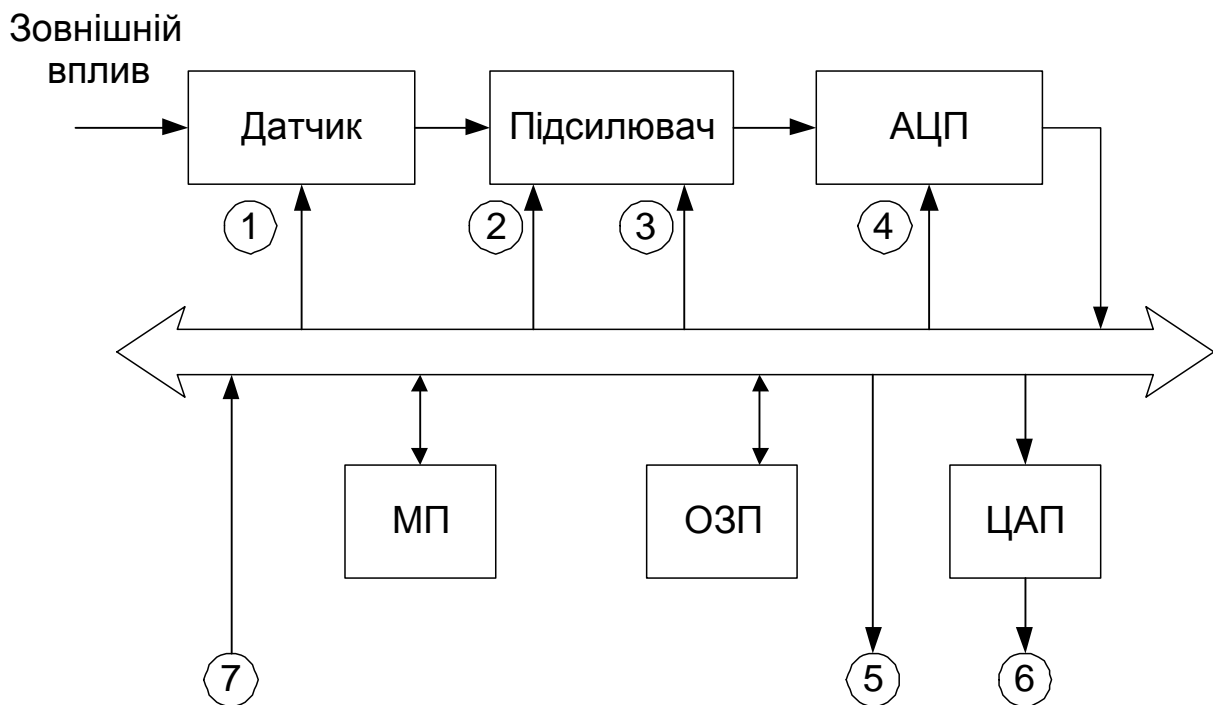 Зовнішній
вплив
Датчик
Підсилювач
АЦП
1
2
3
4
МП
ОЗП
ЦАП
7
5
6